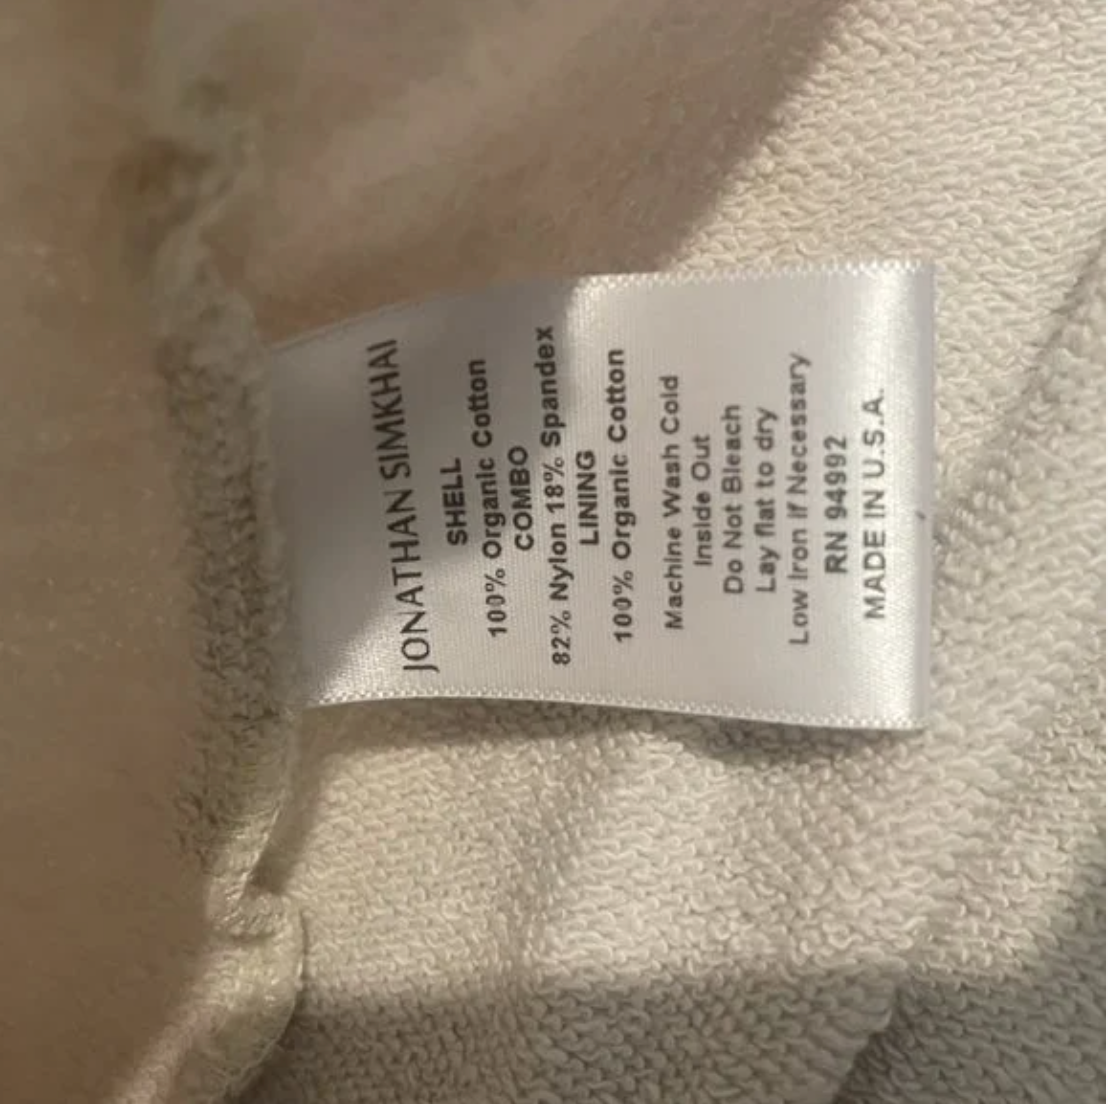 JONATHAN SIMKHAI
SHELL
100% Organic Cotton
COMBO
82% Nylon 18% Spandex
LINING
100% Organic Cotton
Machine Wash Cold
Inside Out
Do Not Bleach
Lay flat to dry
Low Iron If Necessary
RN 94992
MADE IN U.S.A.